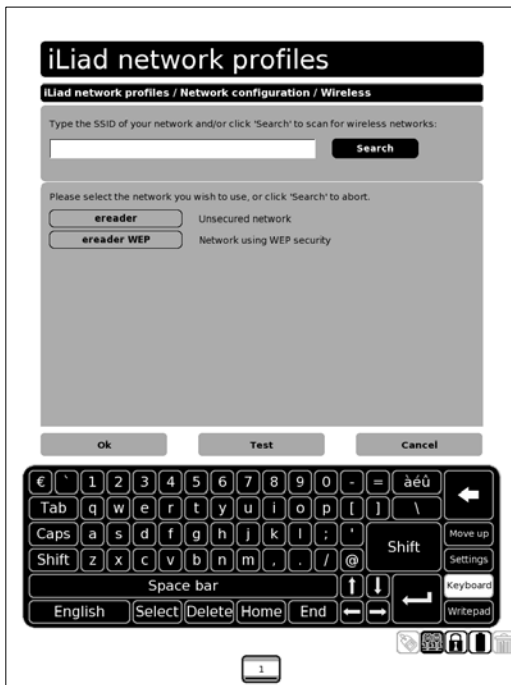 iLiad network profiles
iLiad network profiles / Network configuration / Wireless
Type the SSID of your network and/or click 'Search' to scan for wireless networks:
Search
Please select the network you wish to use, or click 'Search' to abort.
ereader Unsecured network
ereader WEP Network using WEP security
Ok Test Cancel
€ ` 1 2 3 4 5 6 7 8 9 0 - = àéû
Tab q w e r t y u i o p [ ] \
Caps a s d f g h j k l ; ' Shift Move up
Shift z x c v b n m , . / @ Settings
Space bar Keyboard
English Select Delete Home End Writepad
1